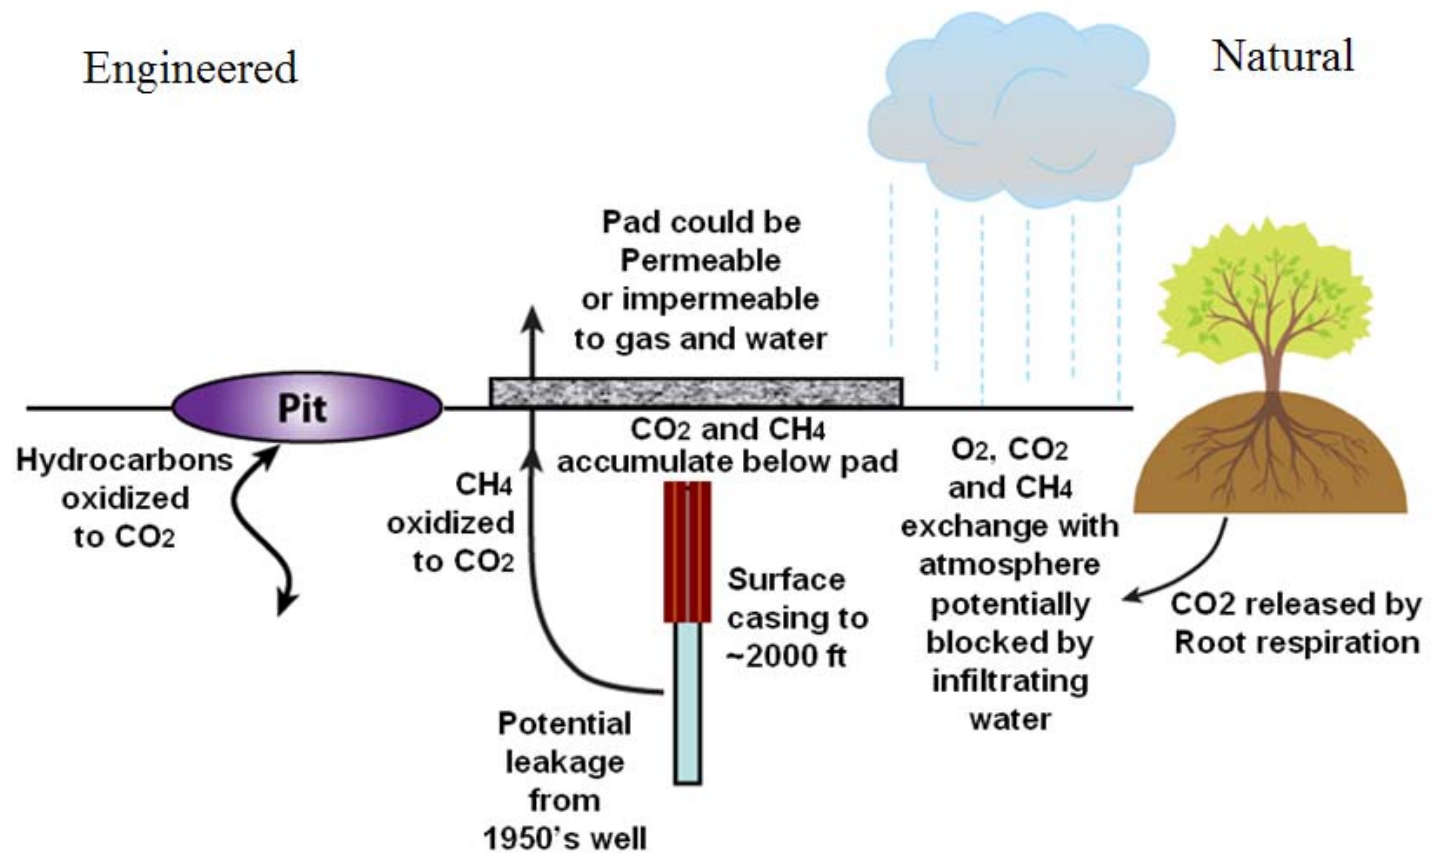 Engineered
Natural
Pad could be
Permeable
or impermeable
to gas and water
Pit
Hydrocarbons
oxidized
to CO2
CH4
oxidized
to CO2
CO2 and CH4
accumulate below pad
Surface
casing to
~2000 ft
Potential
leakage
from
1950's well
O2, CO2
and CH4
exchange with
atmosphere
potentially
blocked by
infiltrating
water
CO2 released by
Root respiration